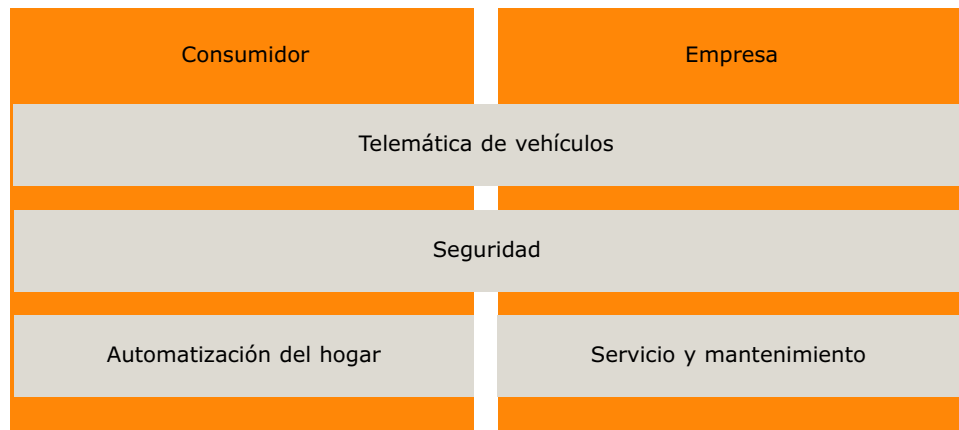 Consumidor
Empresa
Telemática de vehículos
Seguridad
Automatización del hogar
Servicio y mantenimiento